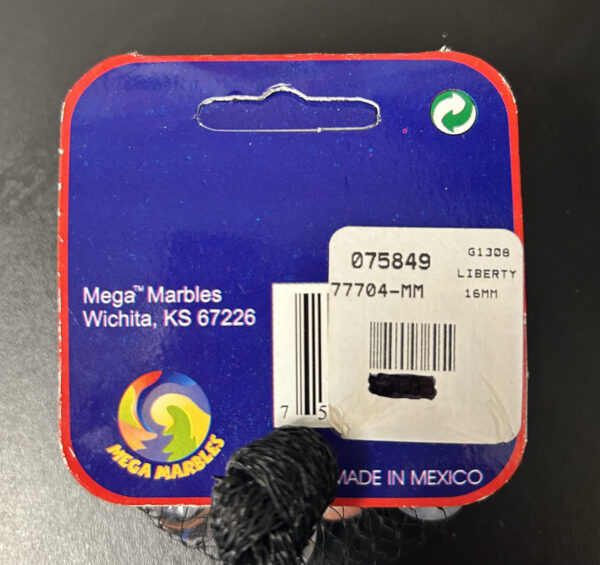 075849
G1308
LIBERTY
77704-MM
16MM
Mega™ Marbles
Wichita, KS 67226
7 5
MEGA MARBLES
MADE IN MEXICO